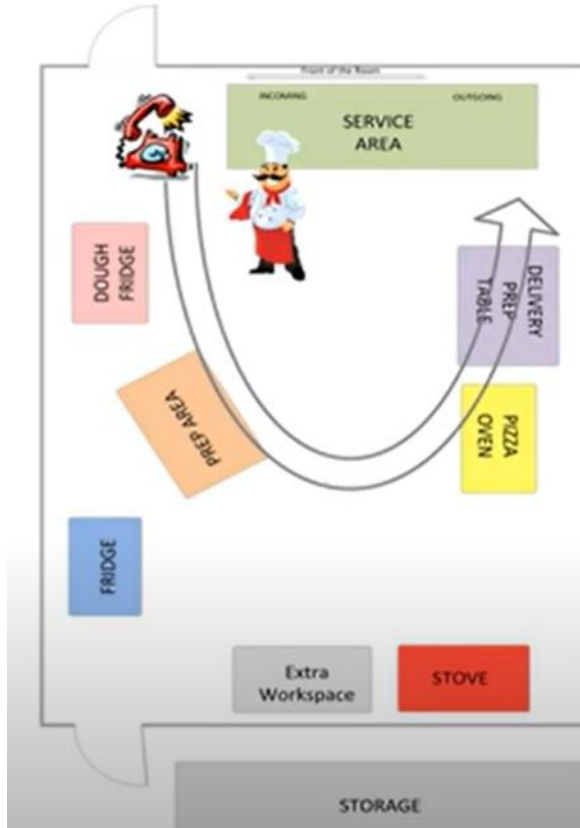 Front of the Room
INCOMING
OUTGOING
SERVICE
AREA
DOUGH
FRIDGE
DELIVERY
PREP
TABLE
PREP AREA
PIZZA
OVEN
FRIDGE
Extra
Workspace
STOVE
STORAGE